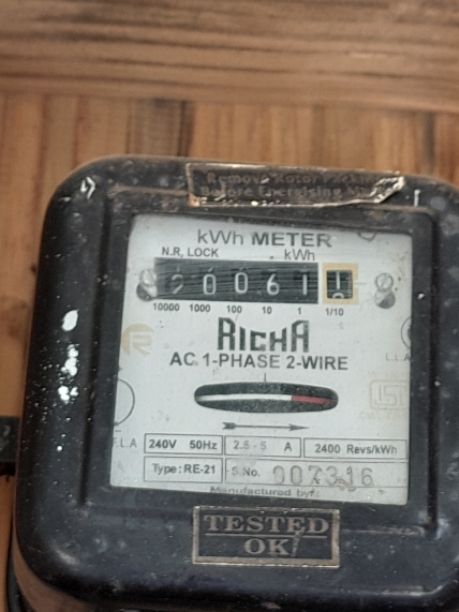 Remove Rotor Packing
Before Energising
kWh METER
N.R, LOCK kWh
20061
10000 1000 100 10 1 1/10
RICHA
AC. 1-PHASE 2-WIRE
L.L.A
F.L.A 240V 50Hz 2.5 - 5 A 2400 Revs/kWh
Type : RE-21 S.No. 007316
Manufactured by:
TESTED
OK